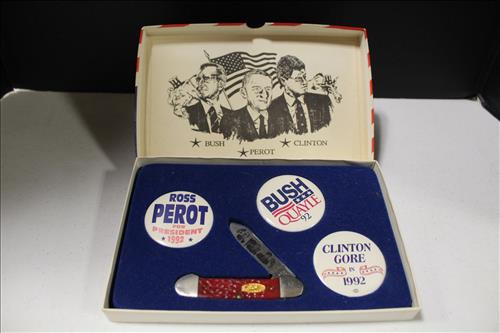 ★ BUSH
★ PEROT
★ CLINTON
ROSS
PEROT
FOR
PRESIDENT
★ 1992 ★
BUSH
QUAYLE
'92
CLINTON
GORE
IN
1992